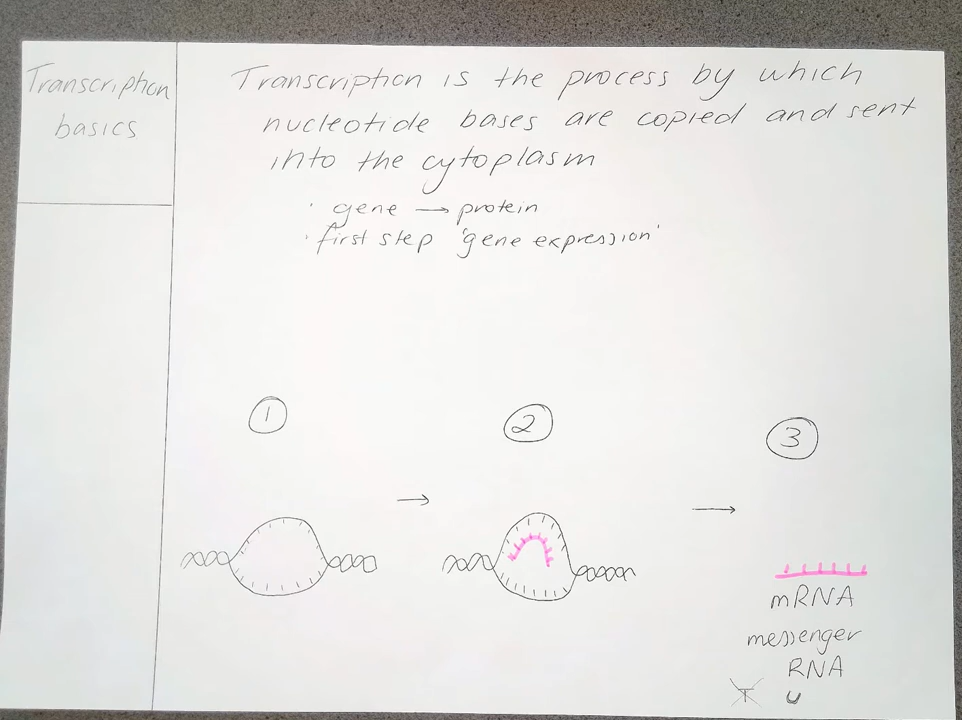 Transcription
basics
Transcription is the process by which
nucleotide bases are copied and sent
into the cytoplasm
· gene → protein
· first step 'gene expression'
1
2
3
→
→
mRNA
messenger
RNA
T U